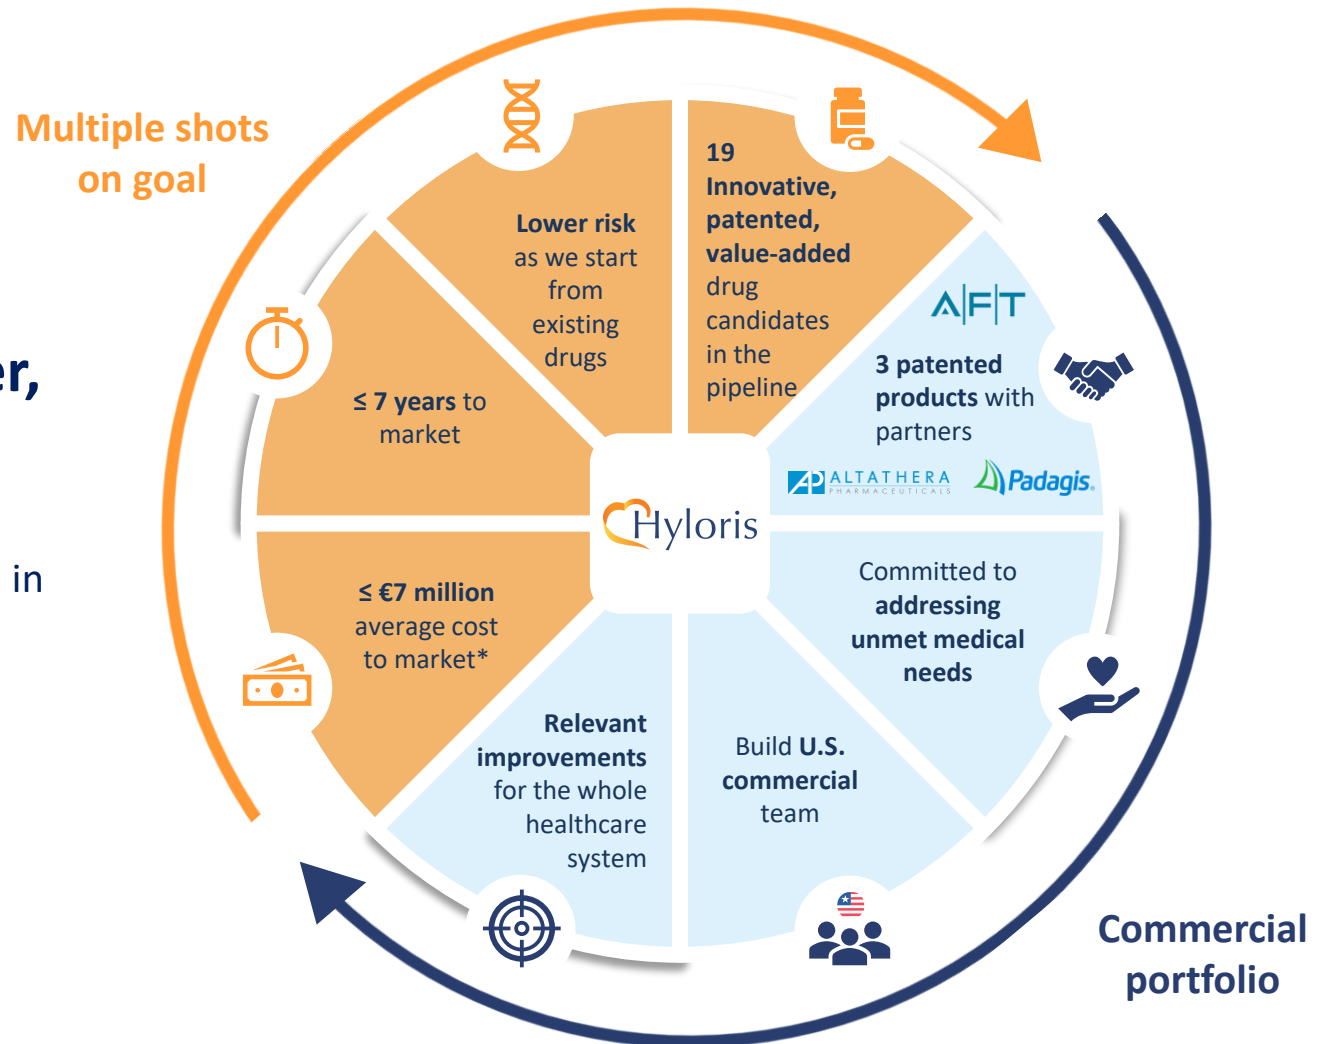 Multiple shots
on goal
er,
in
Lower risk
as we start
from
existing
drugs
19
Innovative,
patented,
value-added
drug
candidates
in the
pipeline
A|F|T
3 patented
products with
partners
AP ALTATHERA
PHARMACEUTICALS
Padagis.
≤ 7 years to
market
Hyloris
≤ €7 million
average cost
to market*
Committed to
addressing
unmet medical
needs
Relevant
improvements
for the whole
healthcare
system
Build U.S.
commercial
team
Commercial
portfolio